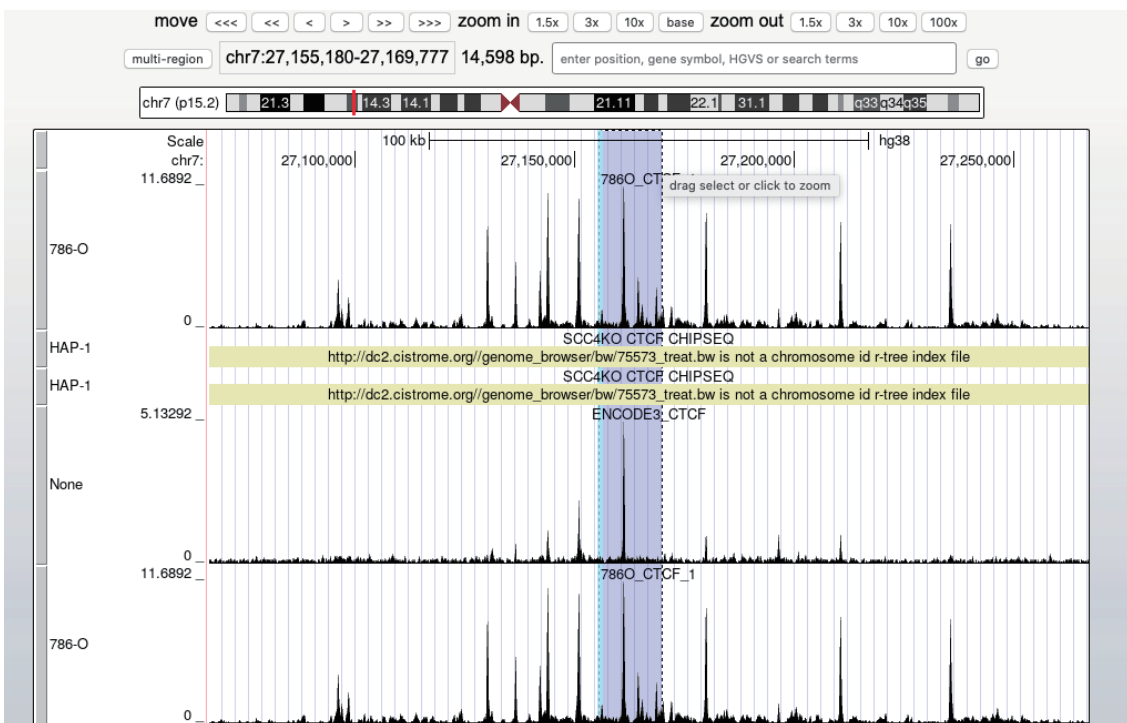 move <<< << < > >> >>> zoom in 1.5x 3x 10x base zoom out 1.5x 3x 10x 100x
multi-region chr7:27,155,180-27,169,777 14,598 bp. enter position, gene symbol, HGVS or search terms go
chr7 (p15.2) 21.3 14.3 14.1 21.11 22.1 31.1 q33 q34 q35
Scale 100 kb hg38
chr7: 27,100,000 27,150,000 27,200,000 27,250,000
11.6892 _ 786O_CTCF_1
drag select or click to zoom
786-O
0 _
SCC4KO CTCF CHIPSEQ
HAP-1
http://dc2.cistrome.org//genome_browser/bw/75573_treat.bw is not a chromosome id r-tree index file
SCC4KO CTCF CHIPSEQ
HAP-1
http://dc2.cistrome.org//genome_browser/bw/75573_treat.bw is not a chromosome id r-tree index file
5.13292 _ ENCODE3_CTCF
None
0 _
11.6892 _ 786O_CTCF_1
786-O
0 _